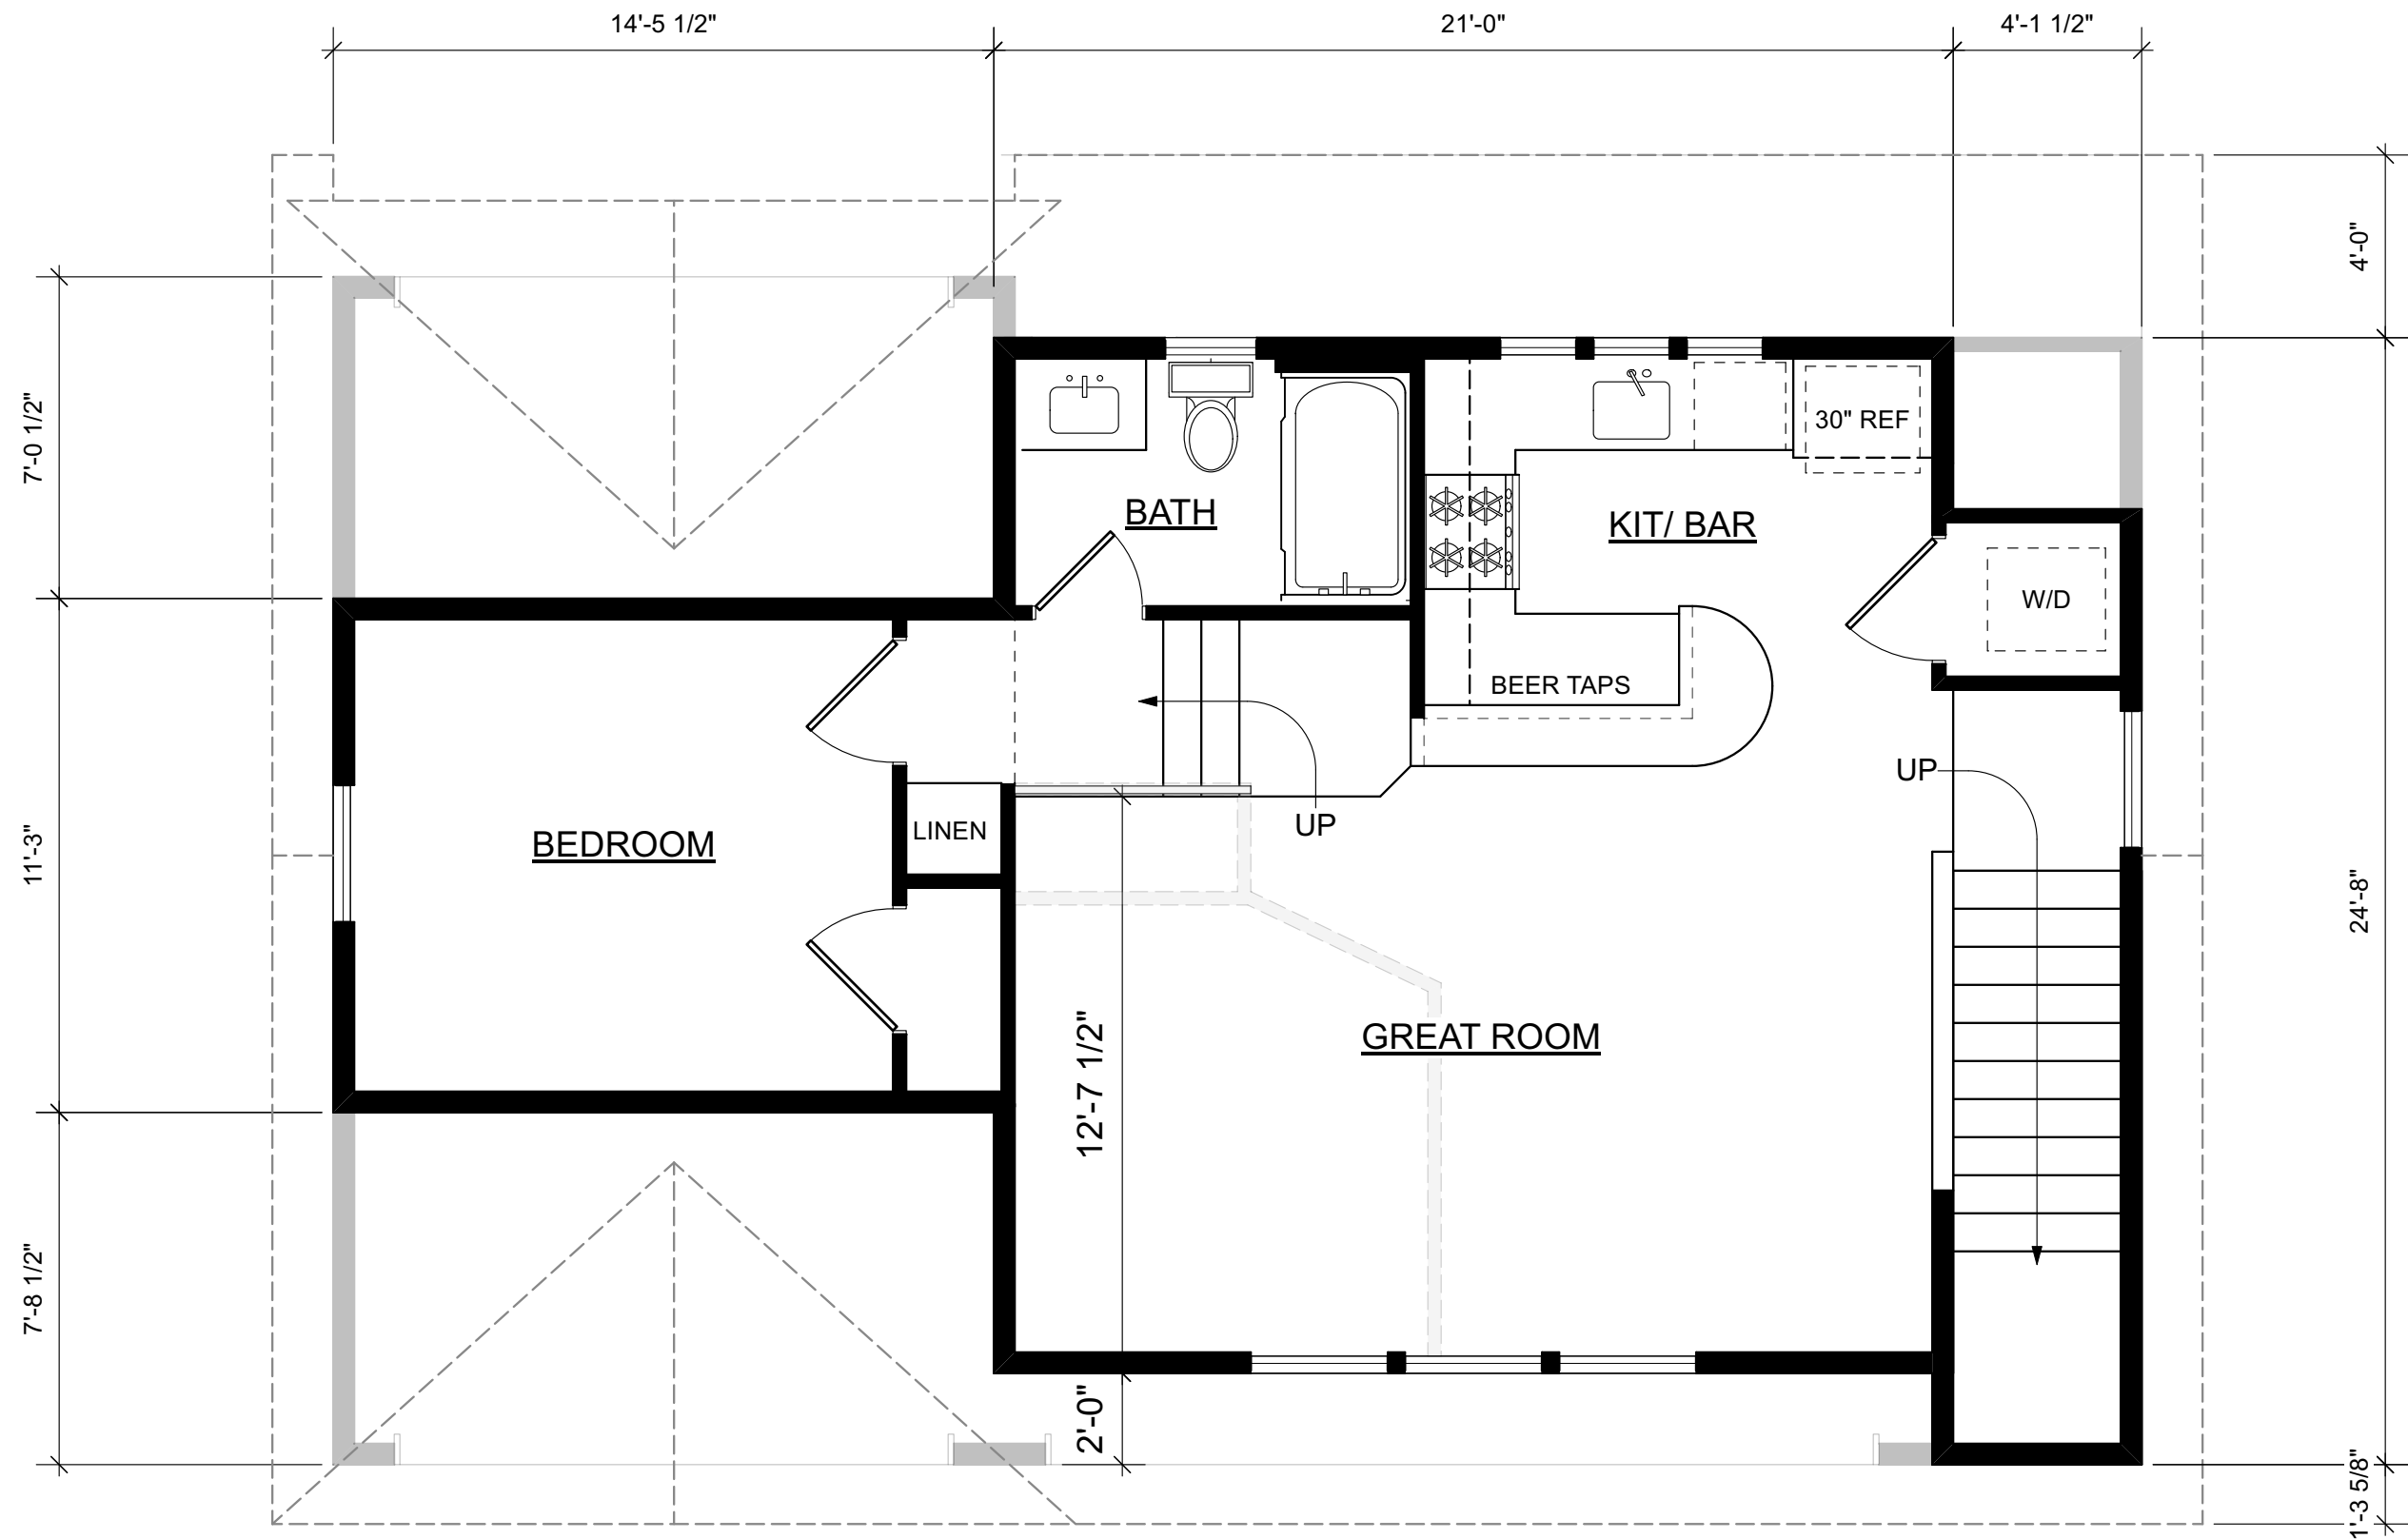 14'-5 1/2"
21'-0"
4'-1 1/2"
4'-0"
7'-0 1/2"
30" REF
BATH
KIT/ BAR
W/D
BEER TAPS
UP
UP
LINEN
BEDROOM
11'-3"
24'-8"
GREAT ROOM
12'-7 1/2"
7'-8 1/2"
2'-0"
1'-3 5/8"